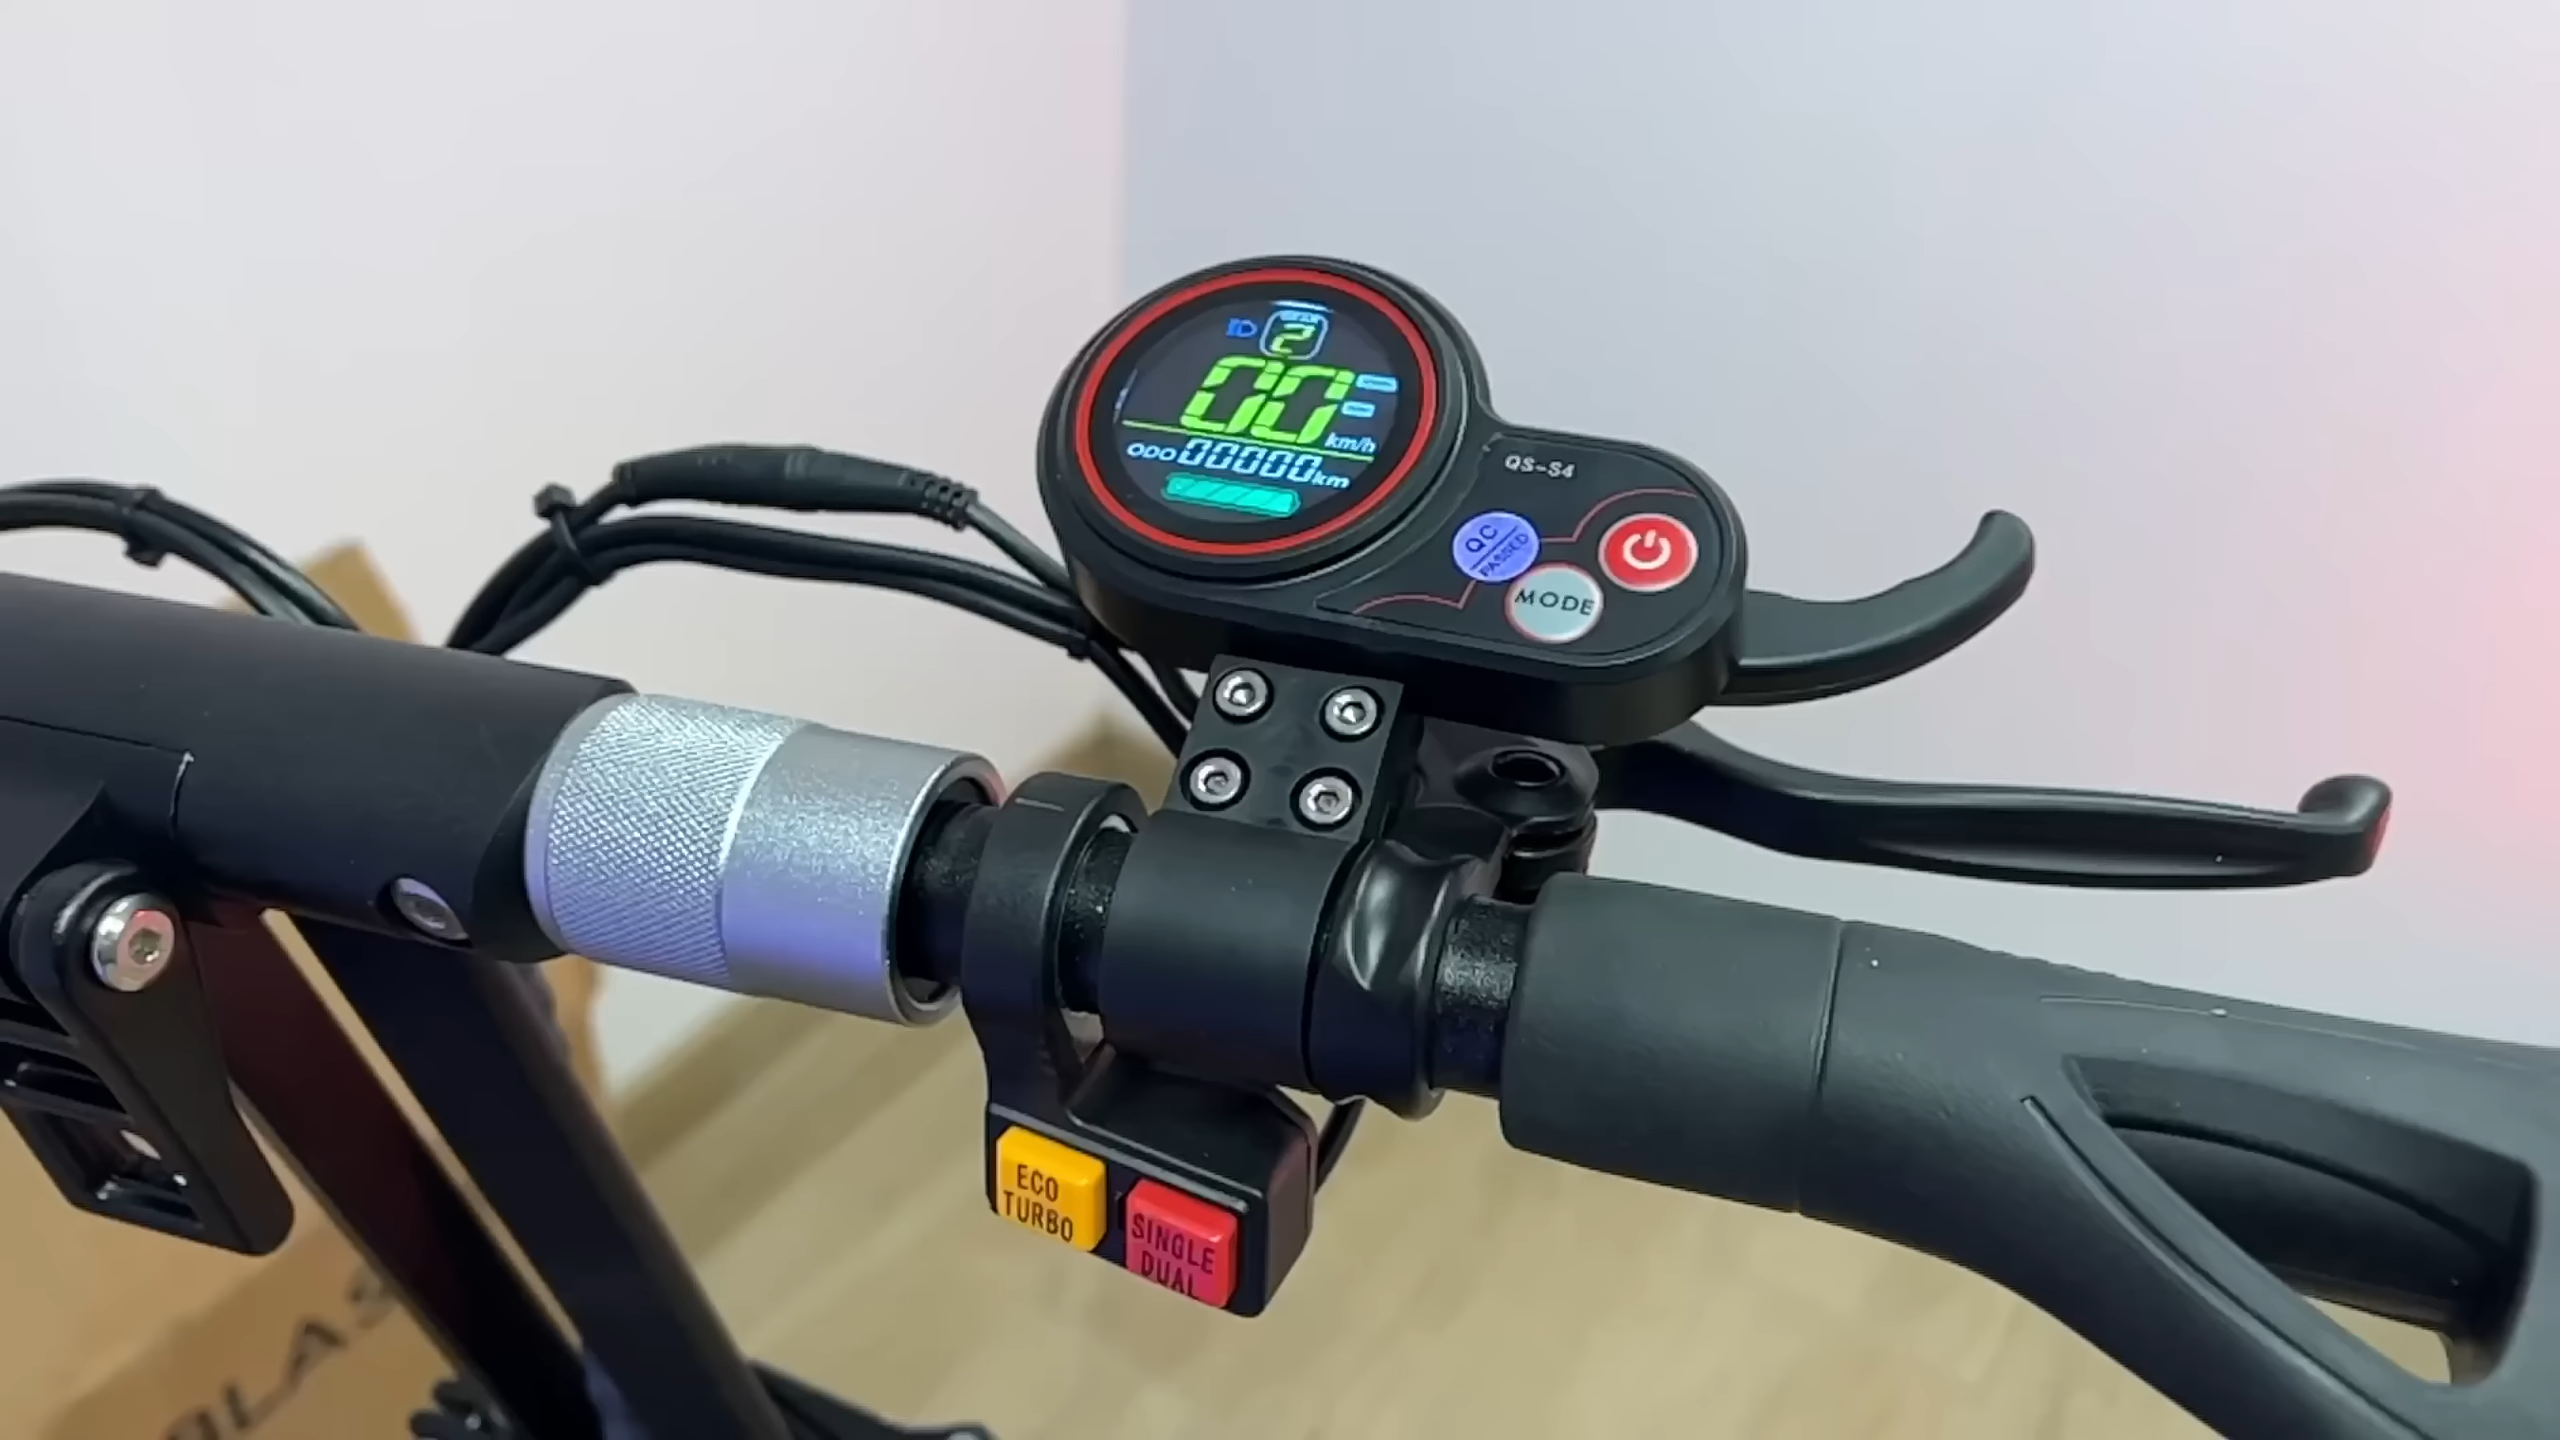 2
00
km/h
ODO 00000 km
QS-S4
QC
PASSED
MODE
ECO
TURBO
SINGLE
DUAL